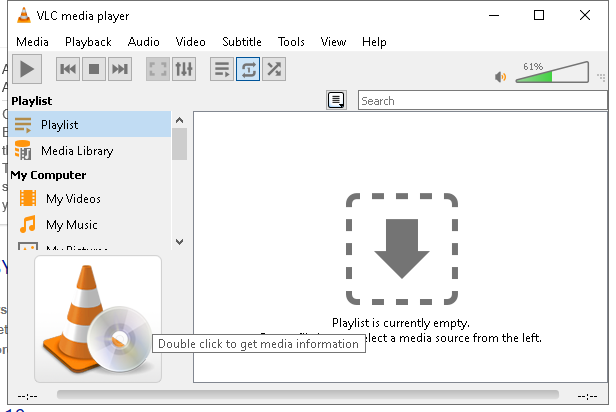 VLC media player
Media Playback Audio Video Subtitle Tools View Help
61%
Playlist
Search
Playlist
Media Library
My Computer
My Videos
My Music
My Pictures
Playlist is currently empty.
elect a media source from the left.
Double click to get media information
--:-- --:--